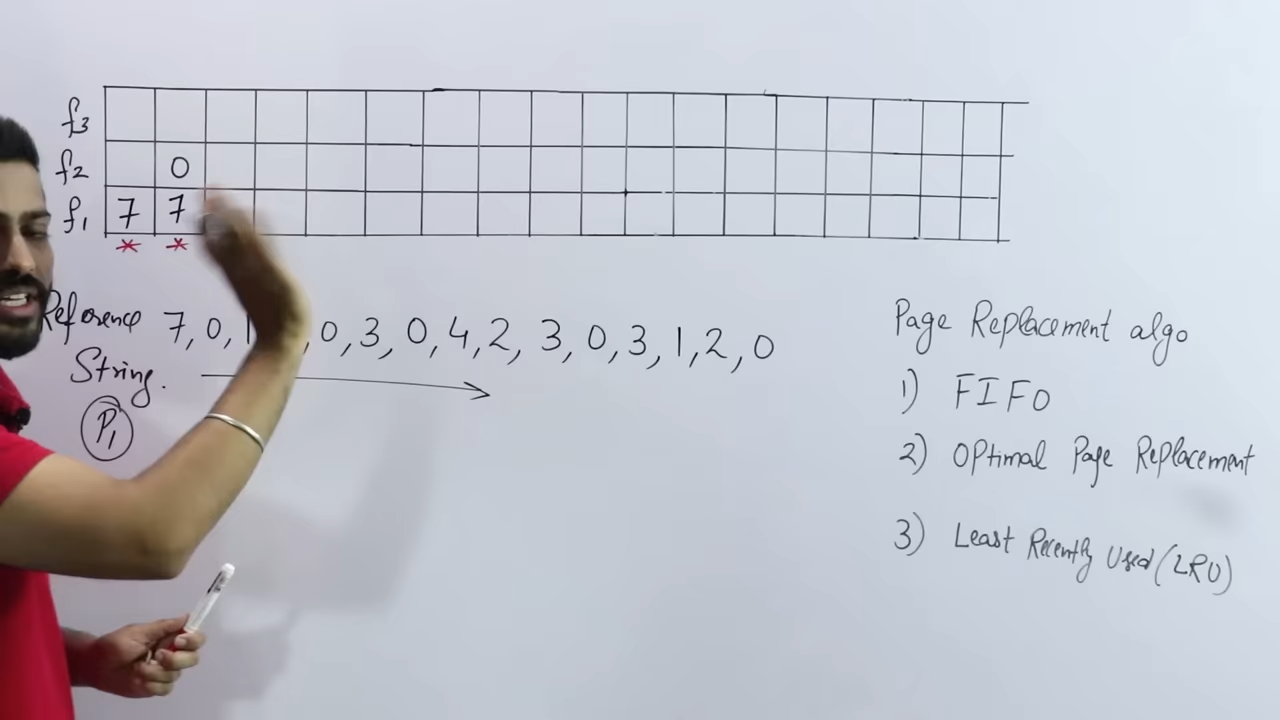 f3
f2 0
f1 7 7
* *
Reference 7, 0, 1 , 0, 3, 0, 4, 2, 3, 0, 3, 1, 2, 0
String.
P1
Page Replacement algo
1) FIFO
2) Optimal Page Replacement
3) Least Recently Used (LRU)